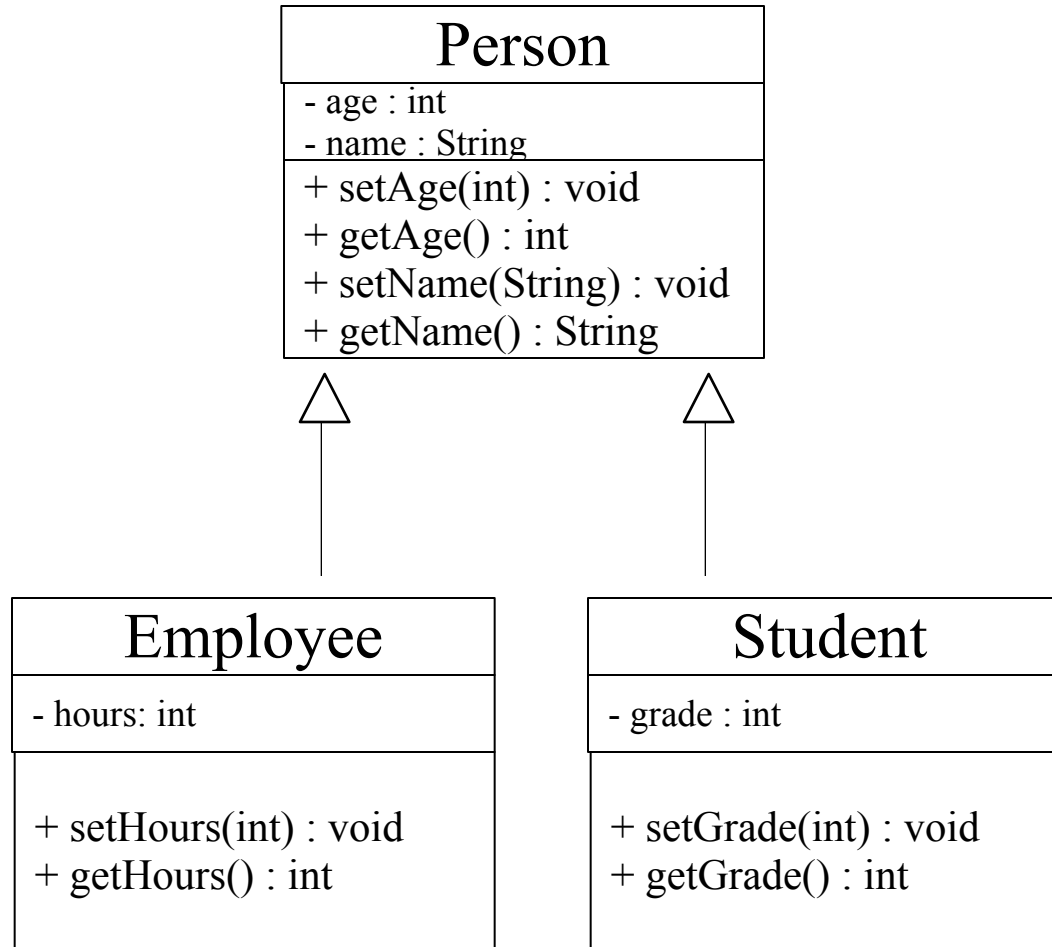 Person
- age : int
- name : String
+ setAge(int) : void
+ getAge() : int
+ setName(String) : void
+ getName() : String
Employee
- hours: int
+ setHours(int) : void
+ getHours() : int
Student
- grade : int
+ setGrade(int) : void
+ getGrade() : int